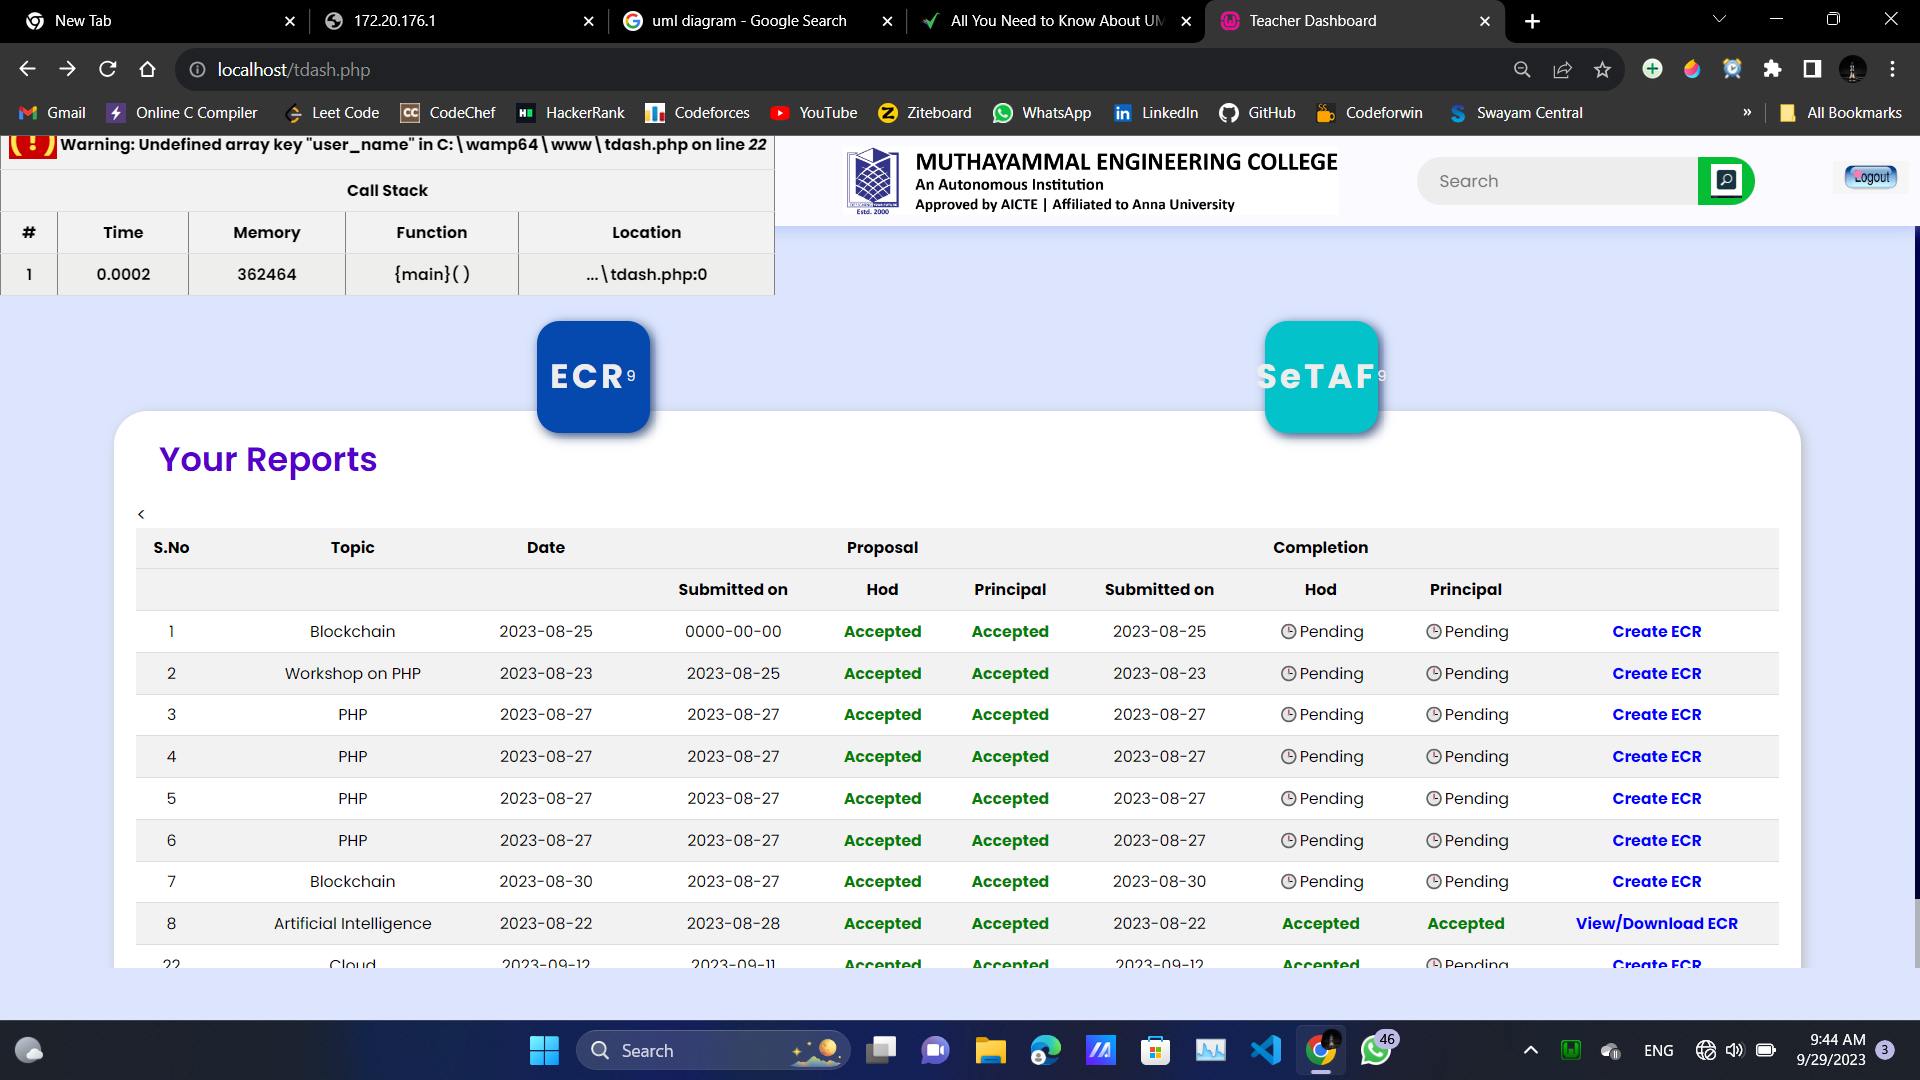 New Tab
172.20.176.1
uml diagram - Google Search
All You Need to Know About UM
Teacher Dashboard
localhost/tdash.php
Gmail
Online C Compiler
Leet Code
CC
CodeChef
HackerRank
Codeforces
YouTube
Ziteboard
WhatsApp
LinkedIn
GitHub
Codeforwin
Swayam Central
»
All Bookmarks
( ! ) Warning: Undefined array key "user_name" in C:\wamp64\www\tdash.php on line 22
Call Stack
# Time Memory Function Location
1 0.0002 362464 {main}( ) ...\tdash.php:0
Estd. 2000
MUTHAYAMMAL ENGINEERING COLLEGE
An Autonomous Institution
Approved by AICTE | Affiliated to Anna University
Search
Logout
ECR 9
SeTAF 9
Your Reports
<
S.No Topic Date Proposal Completion
Submitted on Hod Principal Submitted on Hod Principal
1 Blockchain 2023-08-25 0000-00-00 Accepted Accepted 2023-08-25 Pending Pending Create ECR
2 Workshop on PHP 2023-08-23 2023-08-25 Accepted Accepted 2023-08-23 Pending Pending Create ECR
3 PHP 2023-08-27 2023-08-27 Accepted Accepted 2023-08-27 Pending Pending Create ECR
4 PHP 2023-08-27 2023-08-27 Accepted Accepted 2023-08-27 Pending Pending Create ECR
5 PHP 2023-08-27 2023-08-27 Accepted Accepted 2023-08-27 Pending Pending Create ECR
6 PHP 2023-08-27 2023-08-27 Accepted Accepted 2023-08-27 Pending Pending Create ECR
7 Blockchain 2023-08-30 2023-08-27 Accepted Accepted 2023-08-30 Pending Pending Create ECR
8 Artificial Intelligence 2023-08-22 2023-08-28 Accepted Accepted 2023-08-22 Accepted Accepted View/Download ECR
22 Cloud 2023-09-12 2023-09-11 Accepted Accepted 2023-09-12 Accepted Pending Create ECR
Search
46
ENG
9:44 AM
9/29/2023
3